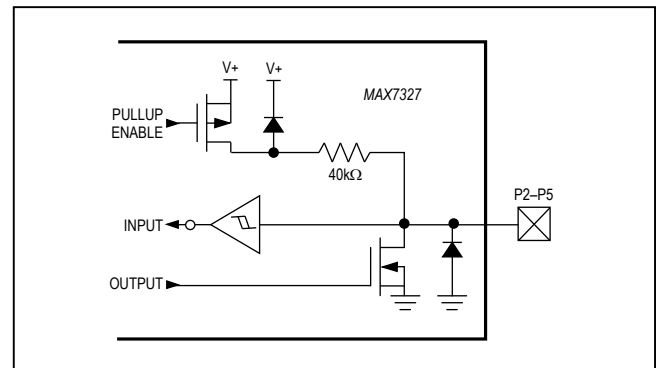 V+ V+
MAX7327
PULLUP
ENABLE
40kΩ
P2–P5
INPUT
OUTPUT